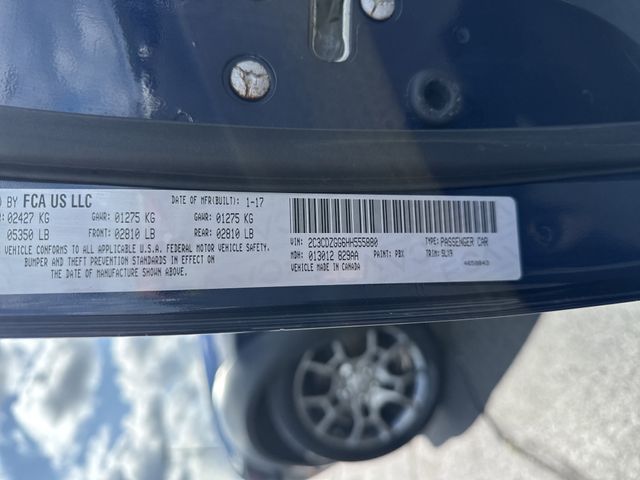 D BY FCA US LLC DATE OF MFR(BUILT): 1-17
R: 02427 KG GAWR: 01275 KG GAWR: 01275 KG
05350 LB FRONT: 02810 LB REAR: 02810 LB
VEHICLE CONFORMS TO ALL APPLICABLE U.S.A. FEDERAL MOTOR VEHICLE SAFETY,
BUMPER AND THEFT PREVENTION STANDARDS IN EFFECT ON
THE DATE OF MANUFACTURE SHOWN ABOVE.
VIN: 2C3CDZGG6HH555880 TYPE: PASSENGER CAR
MDH: 013012 829AA PAINT: PBX TRIM: SLX9
VEHICLE MADE IN CANADA